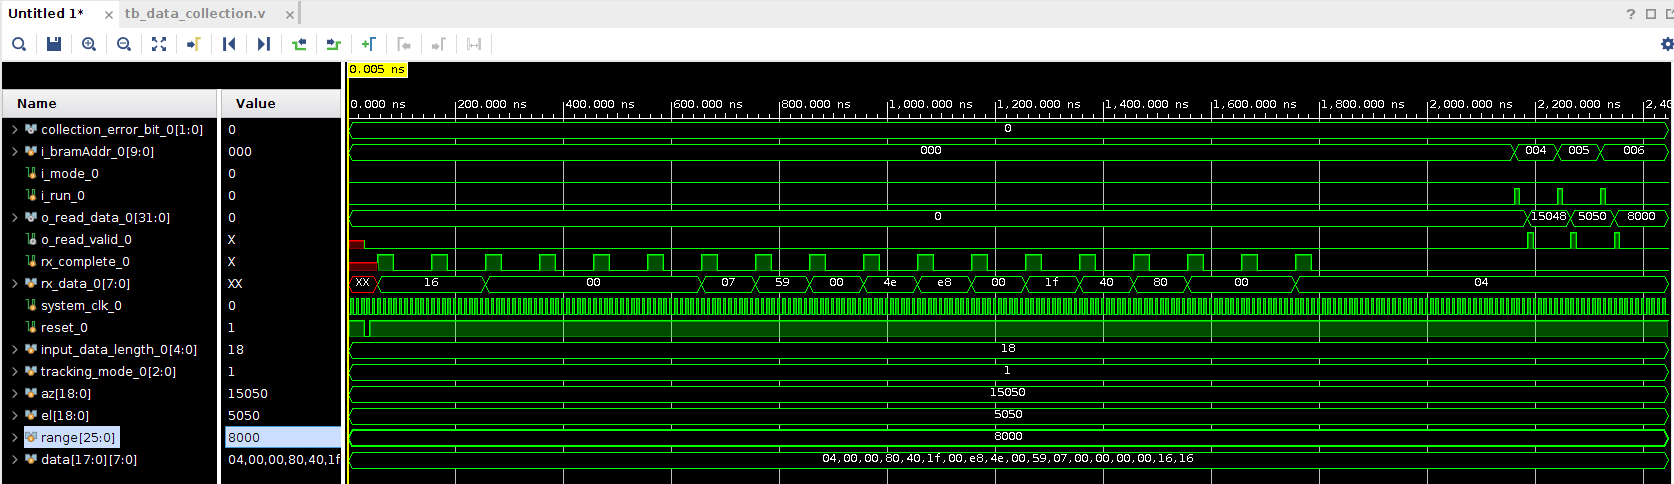 Untitled 1* × tb_data_collection.v ×
?
0.005 ns
Name Value
0.000 ns 200.000 ns 400.000 ns 600.000 ns 800.000 ns 1,000.000 ns 1,200.000 ns 1,400.000 ns 1,600.000 ns 1,800.000 ns 2,000.000 ns 2,200.000 ns 2,40
collection_error_bit_0[1:0] 0 0
i_bramAddr_0[9:0] 000 000 004 005 006
i_mode_0 0
i_run_0 0
o_read_data_0[31:0] 0 0 15048 5050 8000
o_read_valid_0 X
rx_complete_0 X
rx_data_0[7:0] XX XX 16 00 07 59 00 4e e8 00 1f 40 80 00 04
system_clk_0 0
reset_0 1
input_data_length_0[4:0] 18 18
tracking_mode_0[2:0] 1 1
az[18:0] 15050 15050
el[18:0] 5050 5050
range[25:0] 8000 8000
data[17:0][7:0] 04,00,00,80,40,1f 04,00,00,80,40,1f,00,e8,4e,00,59,07,00,00,00,00,16,16